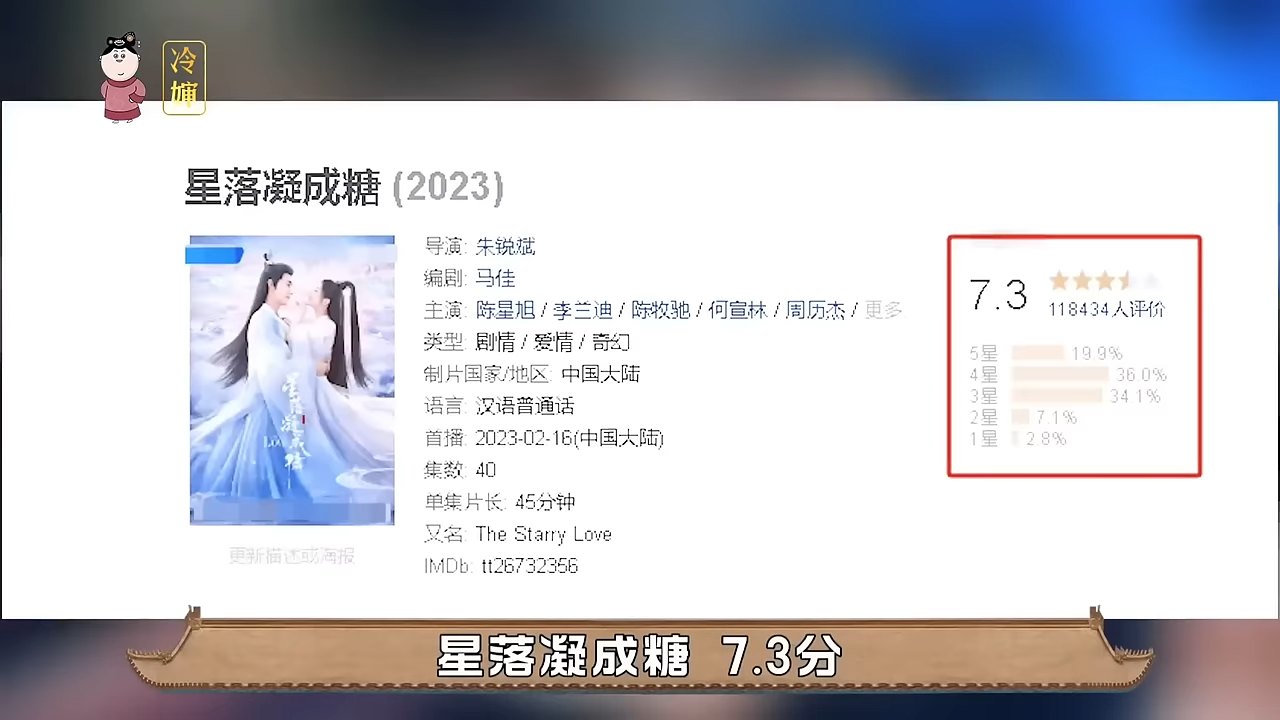 冷
婶
星落凝成糖 (2023)
导演: 朱锐斌
编剧: 马佳
主演: 陈星旭 / 李兰迪 / 陈牧驰 / 何宣林 / 周历杰 / 更多
类型: 剧情 / 爱情 / 奇幻
制片国家/地区: 中国大陆
语言: 汉语普通话
首播: 2023-02-16(中国大陆)
集数: 40
单集片长: 45分钟
又名: The Starry Love
IMDb: tt26732356
更新描述或海报
7.3
118434人评价
5星 19.9%
4星 36.0%
3星 34.1%
2星 7.1%
1星 2.8%
星落凝成糖 7.3分